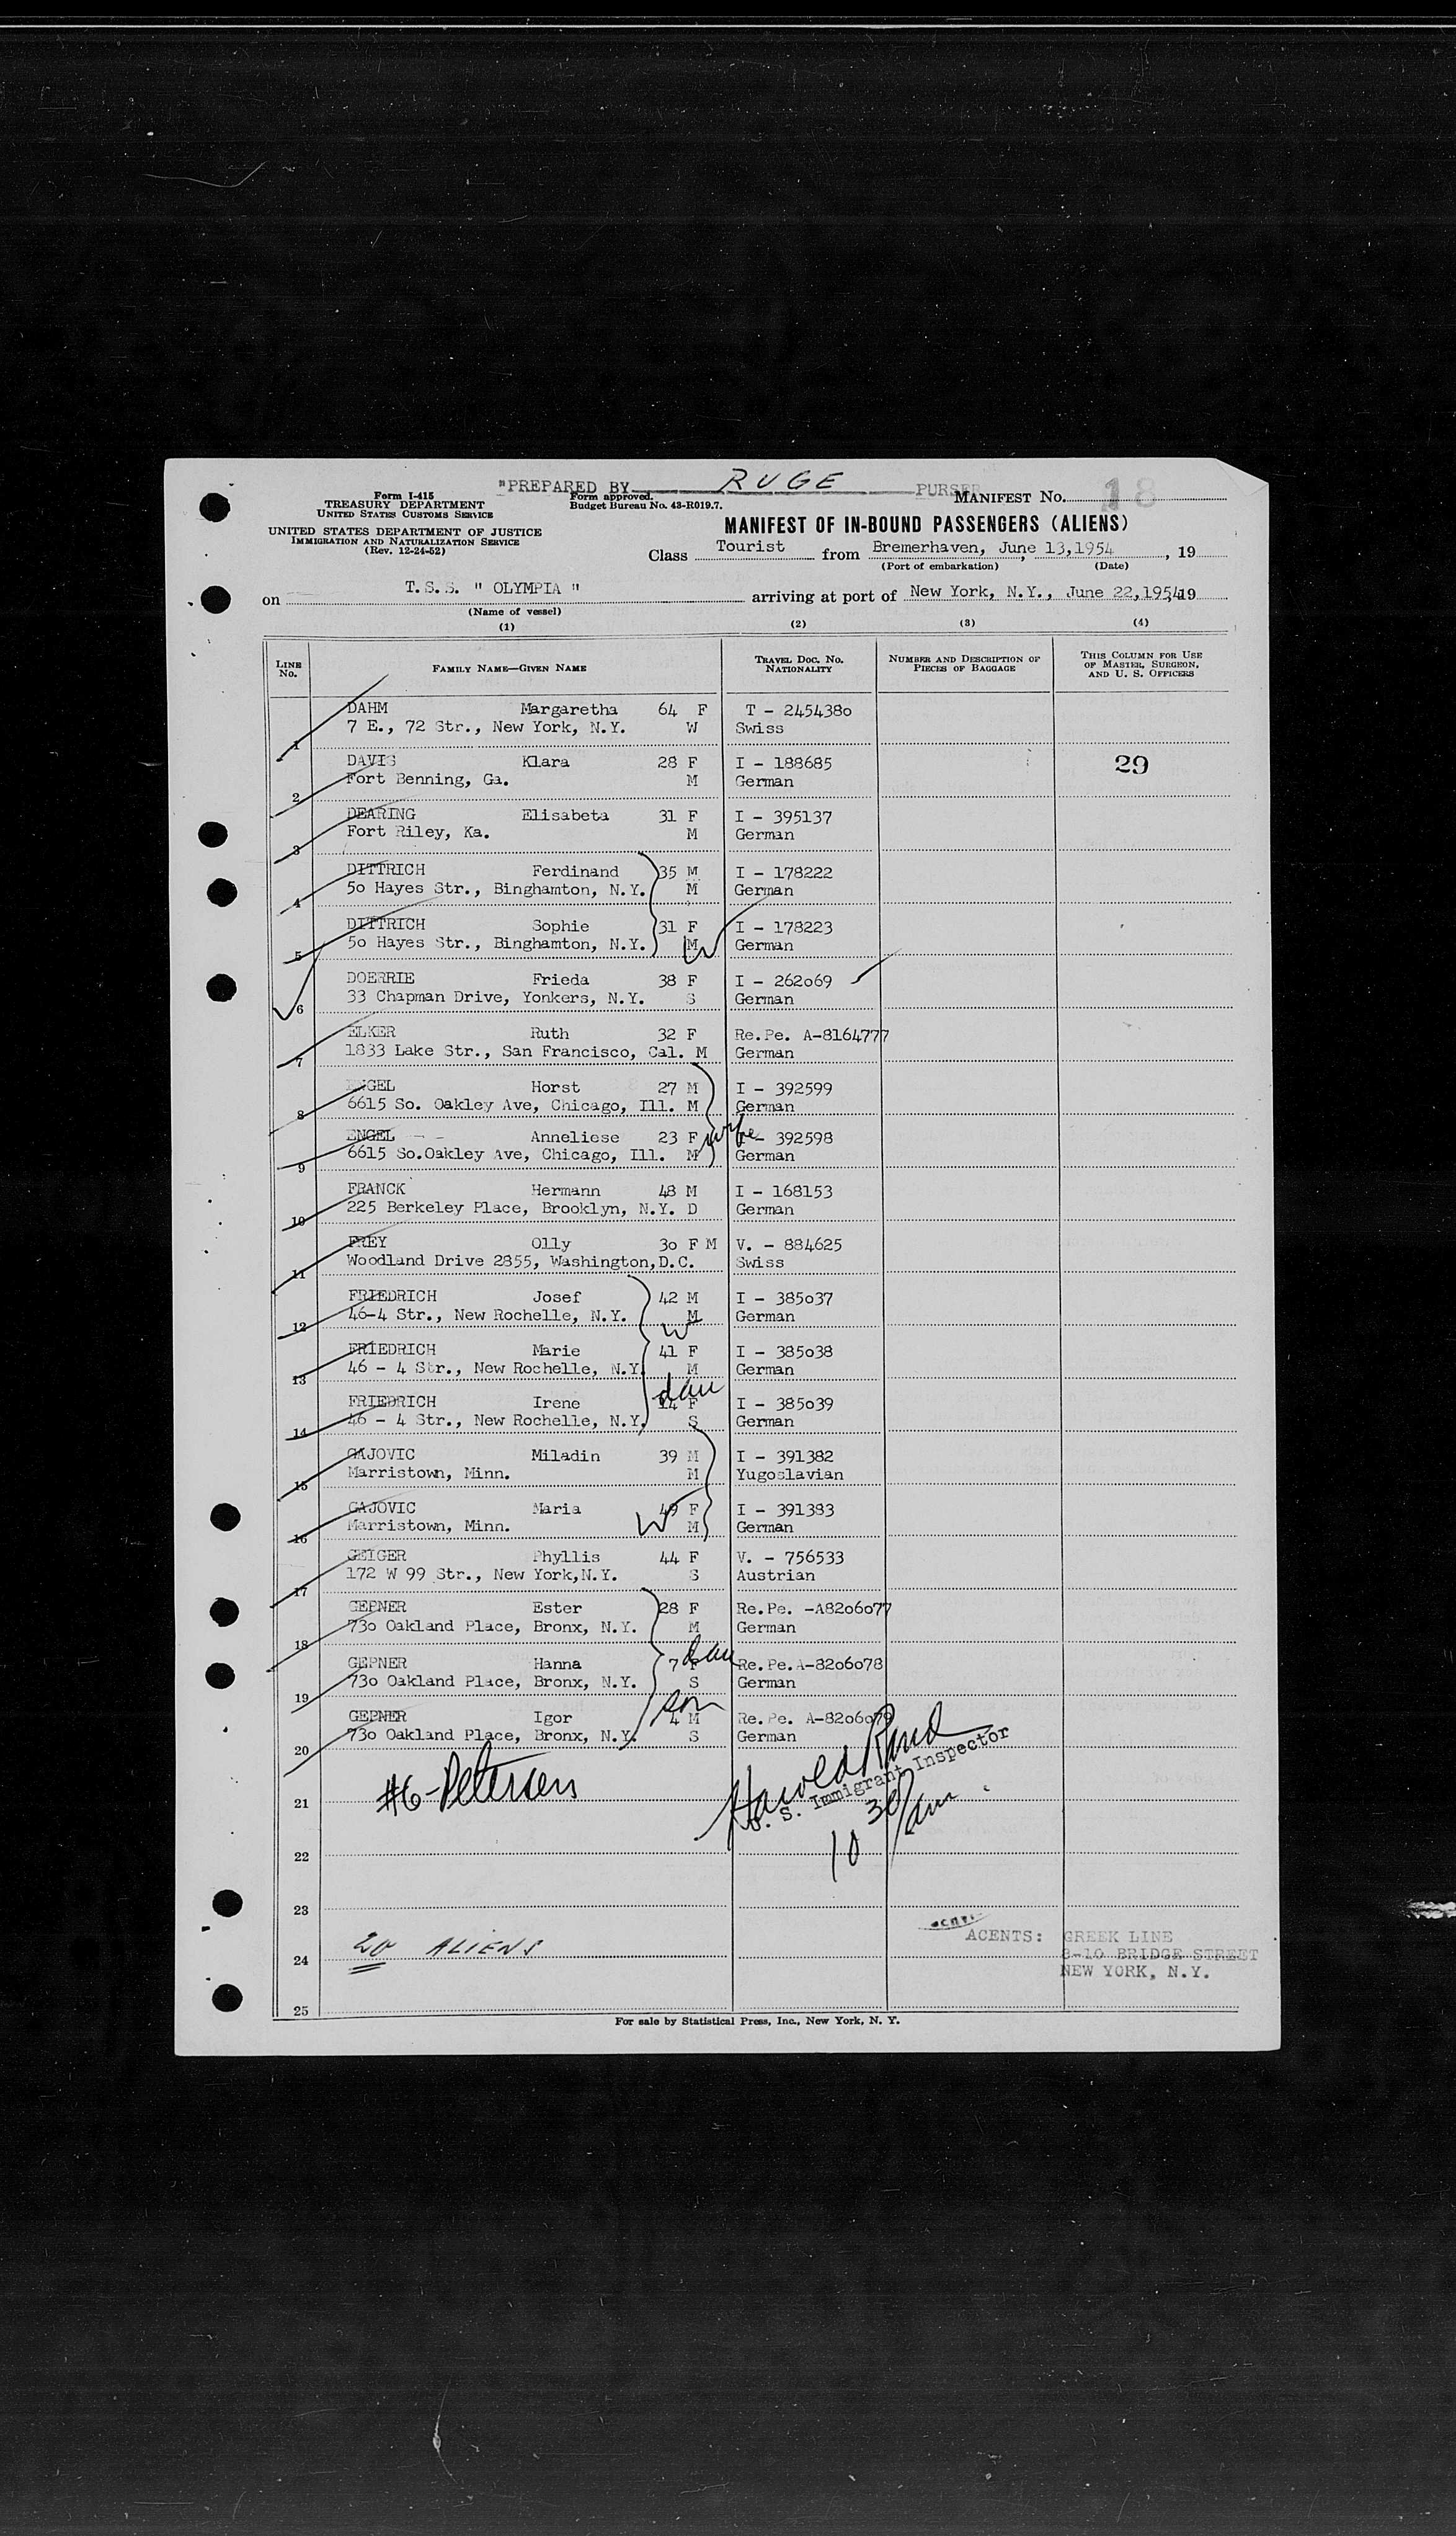 "PREPARED BY RUGE PURSER
Form I-415
TREASURY DEPARTMENT
UNITED STATES CUSTOMS SERVICE
UNITED STATES DEPARTMENT OF JUSTICE
IMMIGRATION AND NATURALIZATION SERVICE
(Rev. 12-24-52)
Form approved.
Budget Bureau No. 43-R019.7.
MANIFEST NO. 18
MANIFEST OF IN-BOUND PASSENGERS (ALIENS)
Class Tourist from Bremerhaven, June 13,1954, 19
(Port of embarkation) (Date)
on T.S.S. " OLYMPIA " arriving at port of New York, N.Y., June 22,1954, 19
(Name of vessel)
(1) (2) (3) (4)
LINE NO. FAMILY NAME—GIVEN NAME TRAVEL DOC. NO. NATIONALITY NUMBER AND DESCRIPTION OF PIECES OF BAGGAGE THIS COLUMN FOR USE OF MASTER, SURGEON, AND U. S. OFFICERS
DAHM Margaretha 64 F T - 2454380
7 E., 72 Str., New York, N.Y. W Swiss
1
DAVIS Klara 28 F I - 188685 29
Fort Benning, Ga. M German
2
DEARING Elisabeta 31 F I - 395137
Fort Riley, Ka. M German
3
DITTRICH Ferdinand 35 M I - 178222
50 Hayes Str., Binghamton, N.Y. M German
4
DITTRICH Sophie 31 F I - 178223
50 Hayes Str., Binghamton, N.Y. M W German
5
DOERRIE Frieda 38 F I - 262069
33 Chapman Drive, Yonkers, N.Y. S German
6
ELKER Ruth 32 F Re.Pe. A-8164777
1833 Lake Str., San Francisco, Cal. M German
7
ENGEL Horst 27 M I - 392599
6615 So. Oakley Ave, Chicago, Ill. M German
8
ENGEL - - Anneliese 23 F wife I - 392598
6615 So.Oakley Ave, Chicago, Ill. M German
9
FRANCK Hermann 48 M I - 168153
225 Berkeley Place, Brooklyn, N.Y. D German
10
FREY Olly 30 F M V. - 884625
Woodland Drive 2855, Washington,D.C. Swiss
11
FRIEDRICH Josef 42 M I - 385037
46-4 Str., New Rochelle, N.Y. M German
12 W
FRIEDRICH Marie 41 F I - 385038
46 - 4 Str., New Rochelle, N.Y. M German
13 dau
FRIEDRICH Irene 14 F I - 385039
46 - 4 Str., New Rochelle, N.Y. S German
14
GAJOVIC Miladin 39 M I - 391382
Marristown, Minn. M Yugoslavian
15
GAJOVIC Maria 49 F I - 391383
Marristown, Minn. W M German
16
GEIGER Phyllis 44 F V. - 756533
172 W 99 Str., New York,N.Y. S Austrian
17
GEPNER Ester 28 F Re.Pe. -A8206077
730 Oakland Place, Bronx, N.Y. M German
18 dau
GEPNER Hanna 7 F Re.Pe.A-8206078
730 Oakland Place, Bronx, N.Y. S German
19 son
GEPNER Igor 4 M Re.Pe. A-8206079
730 Oakland Place, Bronx, N.Y. S German
20
#6-Petersen Harold Rand
U. S. Immigrant Inspector
21
10 30/am
22
23
20 ALIENS
24
AGENTS: GREEK LINE
8-10 BRIDGE STREET
NEW YORK, N.Y.
25
For sale by Statistical Press, Inc., New York, N. Y.